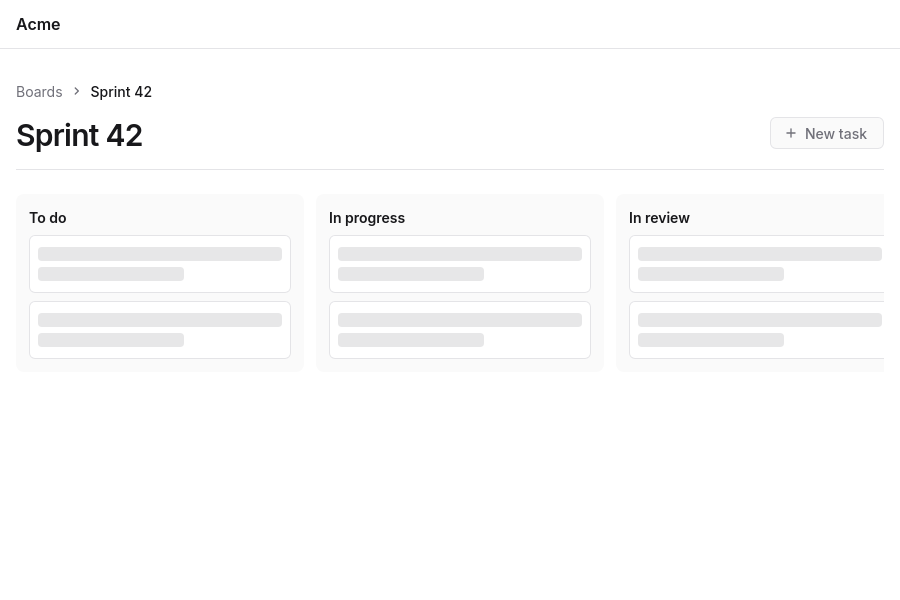 Acme
Boards > Sprint 42
Sprint 42
+ New task
To do
In progress
In review